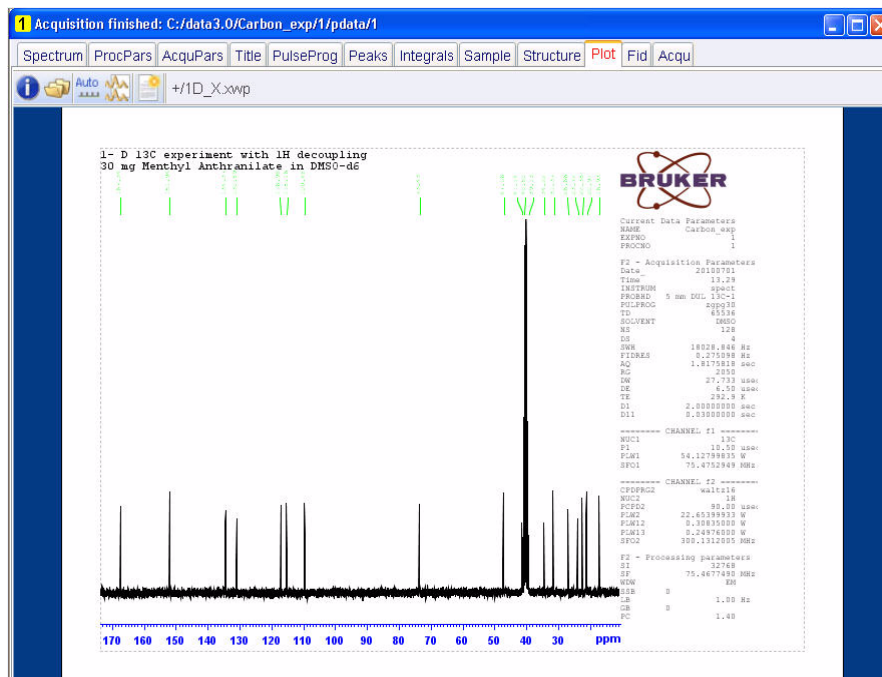 1 Acquisition finished: C:/data3.0/Carbon_exp/1/pdata/1
Spectrum ProcPars AcquPars Title PulseProg Peaks Integrals Sample Structure Plot Fid Acqu
Auto +/1D_X.xwp
1- D 13C experiment with 1H decoupling
30 mg Menthyl Anthranilate in DMSO-d6
BRUKER
Current Data Parameters
NAME Carbon_exp
EXPNO 1
PROCNO 1
F2 - Acquisition Parameters
Date_ 20100701
Time 13.29
INSTRUM spect
PROBHD 5 mm DUL 13C-1
PULPROG zgpg30
TD 65536
SOLVENT DMSO
NS 128
DS 4
SWH 18028.846 Hz
FIDRES 0.275098 Hz
AQ 1.8175818 sec
RG 2050
DW 27.733 usec
DE 6.50 usec
TE 292.9 K
D1 2.00000000 sec
D11 0.03000000 sec
======== CHANNEL f1 ========
NUC1 13C
P1 10.50 usec
PLW1 54.12799835 W
SFO1 75.4752949 MHz
======== CHANNEL f2 ========
CPDPRG2 waltz16
NUC2 1H
PCPD2 90.00 usec
PLW2 22.65399933 W
PLW12 0.30835000 W
PLW13 0.24976000 W
SFO2 300.1312005 MHz
F2 - Processing parameters
SI 32768
SF 75.4677490 MHz
WDW EM
SSB 0
LB 1.00 Hz
GB 0
PC 1.40
170 160 150 140 130 120 110 100 90 80 70 60 50 40 30 ppm